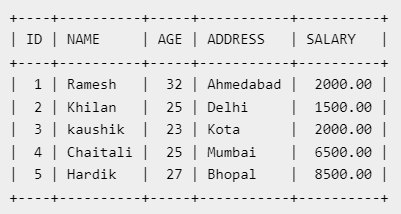 +----+----------+-----+-----------+----------+
| ID | NAME     | AGE | ADDRESS   | SALARY   |
+----+----------+-----+-----------+----------+
|  1 | Ramesh   |  32 | Ahmedabad |  2000.00 |
|  2 | Khilan   |  25 | Delhi     |  1500.00 |
|  3 | kaushik  |  23 | Kota      |  2000.00 |
|  4 | Chaitali |  25 | Mumbai    |  6500.00 |
|  5 | Hardik   |  27 | Bhopal    |  8500.00 |
+----+----------+-----+-----------+----------+